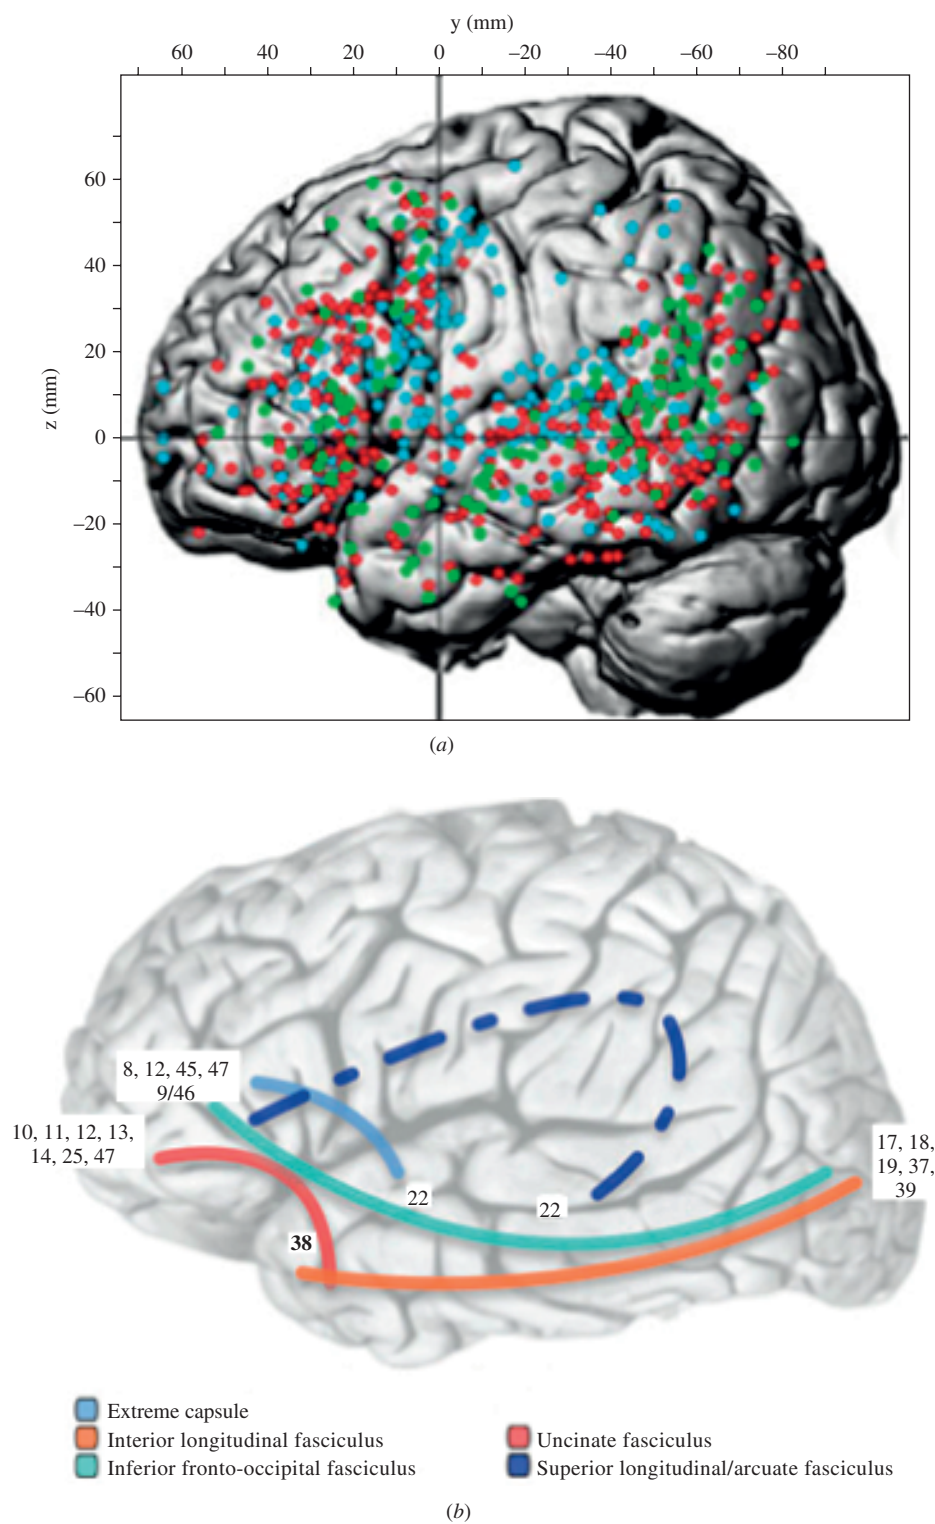 y (mm)
60 40 20 0 –20 –40 –60 –80
60
40
20
z (mm)
0
–20
–40
–60
(a)
8, 12, 45, 47
9/46
10, 11, 12, 13,
14, 25, 47
17, 18,
19, 37,
39
22
22
38
Extreme capsule
Interior longitudinal fasciculus
Inferior fronto-occipital fasciculus
Uncinate fasciculus
Superior longitudinal/arcuate fasciculus
(b)